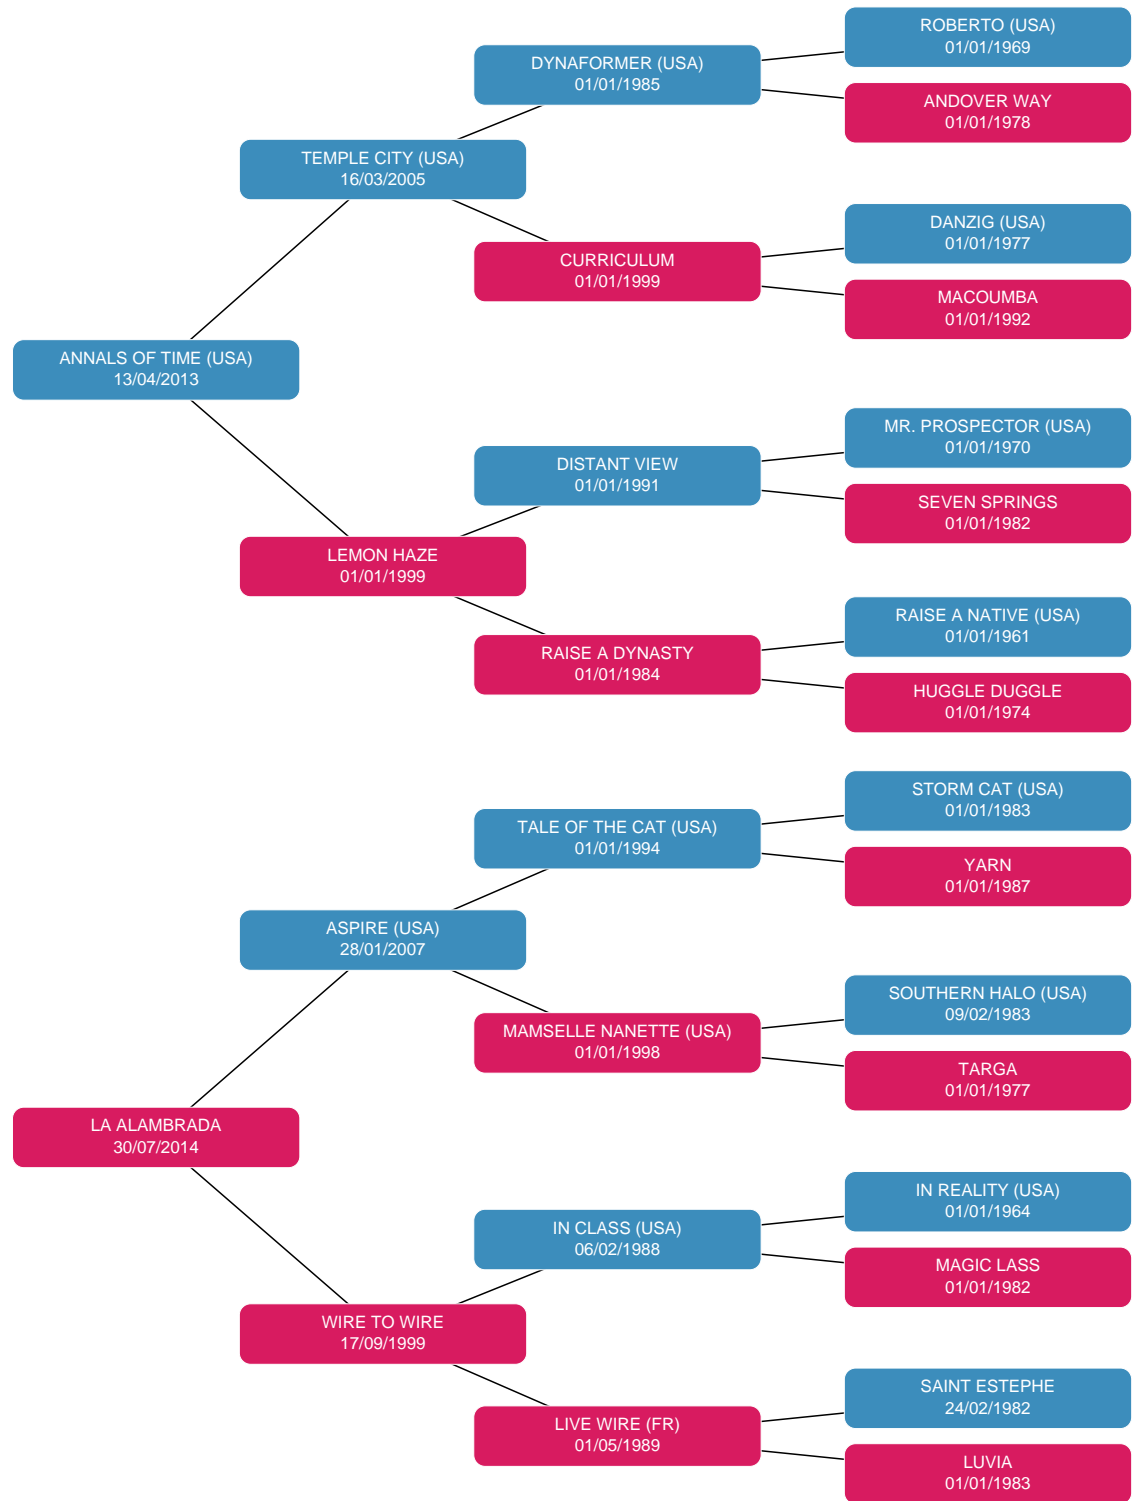 ROBERTO (USA)
01/01/1969
DYNAFORMER (USA)
01/01/1985
ANDOVER WAY
01/01/1978
TEMPLE CITY (USA)
16/03/2005
DANZIG (USA)
01/01/1977
CURRICULUM
01/01/1999
MACOUMBA
01/01/1992
ANNALS OF TIME (USA)
13/04/2013
MR. PROSPECTOR (USA)
01/01/1970
DISTANT VIEW
01/01/1991
SEVEN SPRINGS
01/01/1982
LEMON HAZE
01/01/1999
RAISE A NATIVE (USA)
01/01/1961
RAISE A DYNASTY
01/01/1984
HUGGLE DUGGLE
01/01/1974
STORM CAT (USA)
01/01/1983
TALE OF THE CAT (USA)
01/01/1994
YARN
01/01/1987
ASPIRE (USA)
28/01/2007
SOUTHERN HALO (USA)
09/02/1983
MAMSELLE NANETTE (USA)
01/01/1998
TARGA
01/01/1977
LA ALAMBRADA
30/07/2014
IN REALITY (USA)
01/01/1964
IN CLASS (USA)
06/02/1988
MAGIC LASS
01/01/1982
WIRE TO WIRE
17/09/1999
SAINT ESTEPHE
24/02/1982
LIVE WIRE (FR)
01/05/1989
LUVIA
01/01/1983